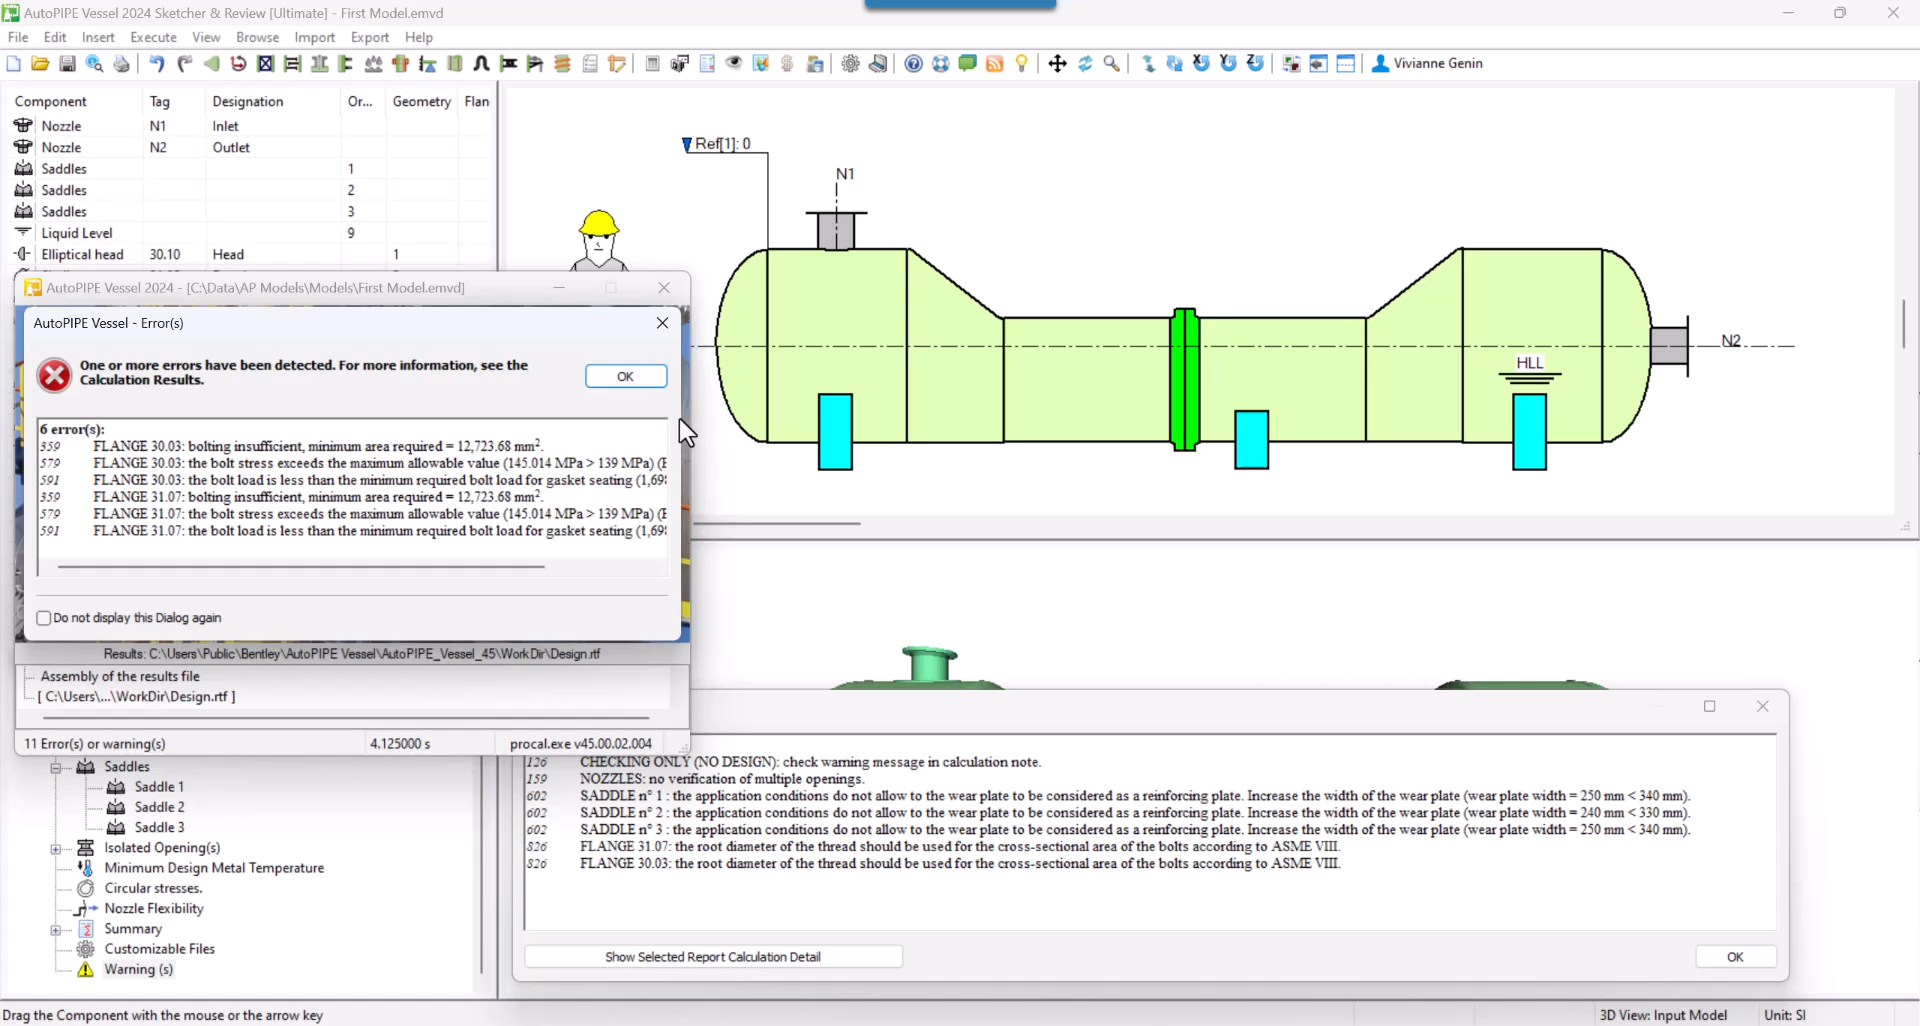 AutoPIPE Vessel 2024 Sketcher & Review [Ultimate] - First Model.emvd
File Edit Insert Execute View Browse Import Export Help
Vivianne Genin
Component Tag Designation Or... Geometry Flan
Nozzle N1 Inlet
Nozzle N2 Outlet
Saddles 1
Saddles 2
Saddles 3
Liquid Level 9
Elliptical head 30.10 Head 1
Ref[1]: 0
N1
N2
HLL
AutoPIPE Vessel 2024 - [C:\Data\AP Models\Models\First Model.emvd]
AutoPIPE Vessel - Error(s)
One or more errors have been detected. For more information, see the
Calculation Results.
OK
6 error(s):
359 FLANGE 30.03: bolting insufficient, minimum area required = 12,723.68 mm².
579 FLANGE 30.03: the bolt stress exceeds the maximum allowable value (145.014 MPa > 139 MPa)
591 FLANGE 30.03: the bolt load is less than the minimum required bolt load for gasket seating
359 FLANGE 31.07: bolting insufficient, minimum area required = 12,723.68 mm².
579 FLANGE 31.07: the bolt stress exceeds the maximum allowable value (145.014 MPa > 139 MPa)
591 FLANGE 31.07: the bolt load is less than the minimum required bolt load for gasket seating
Do not display this Dialog again
Results: C:\Users\Public\Bentley\AutoPIPE Vessel\AutoPIPE_Vessel_45\WorkDir\Design.rtf
Assembly of the results file
[ C:\Users\...\WorkDir\Design.rtf ]
11 Error(s) or warning(s) 4.125000 s procal.exe v45.00.02.004
Saddles
Saddle 1
Saddle 2
Saddle 3
Isolated Opening(s)
Minimum Design Metal Temperature
Circular stresses.
Nozzle Flexibility
Summary
Customizable Files
Warning (s)
126 CHECKING ONLY (NO DESIGN): check warning message in calculation note.
159 NOZZLES: no verification of multiple openings.
602 SADDLE n° 1 : the application conditions do not allow to the wear plate to be considered as a reinforcing plate. Increase the width of the wear plate (wear plate width = 250 mm < 340 mm).
602 SADDLE n° 2 : the application conditions do not allow to the wear plate to be considered as a reinforcing plate. Increase the width of the wear plate (wear plate width = 240 mm < 330 mm).
602 SADDLE n° 3 : the application conditions do not allow to the wear plate to be considered as a reinforcing plate. Increase the width of the wear plate (wear plate width = 250 mm < 340 mm).
826 FLANGE 31.07: the root diameter of the thread should be used for the cross-sectional area of the bolts according to ASME VIII.
826 FLANGE 30.03: the root diameter of the thread should be used for the cross-sectional area of the bolts according to ASME VIII.
Show Selected Report Calculation Detail
OK
Drag the Component with the mouse or the arrow key
3D View: Input Model
Unit: SI